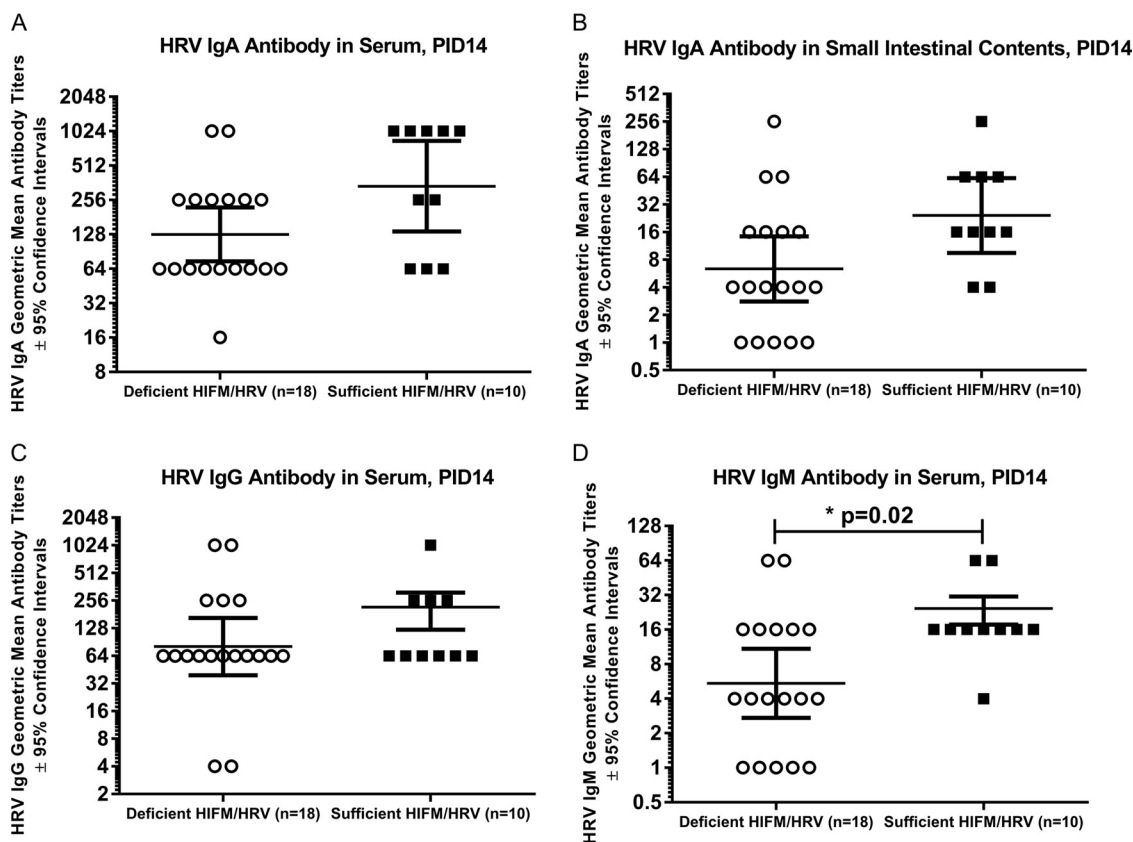 A
HRV IgA Antibody in Serum, PID14
HRV IgA Geometric Mean Antibody Titers
± 95% Confidence Intervals
2048
1024
512
256
128
64
32
16
8
Deficient HIFM/HRV (n=18)
Sufficient HIFM/HRV (n=10)
B
HRV IgA Antibody in Small Intestinal Contents, PID14
HRV IgA Geometric Mean Antibody Titers
± 95% Confidence Intervals
512
256
128
64
32
16
8
4
2
1
0.5
Deficient HIFM/HRV (n=18)
Sufficient HIFM/HRV (n=10)
C
HRV IgG Antibody in Serum, PID14
HRV IgG Geometric Mean Antibody Titers
± 95% Confidence Intervals
2048
1024
512
256
128
64
32
16
8
4
2
Deficient HIFM/HRV (n=18)
Sufficient HIFM/HRV (n=10)
D
HRV IgM Antibody in Serum, PID14
HRV IgM Geometric Mean Antibody Titers
± 95% Confidence Intervals
* p=0.02
128
64
32
16
8
4
2
1
0.5
Deficient HIFM/HRV (n=18)
Sufficient HIFM/HRV (n=10)